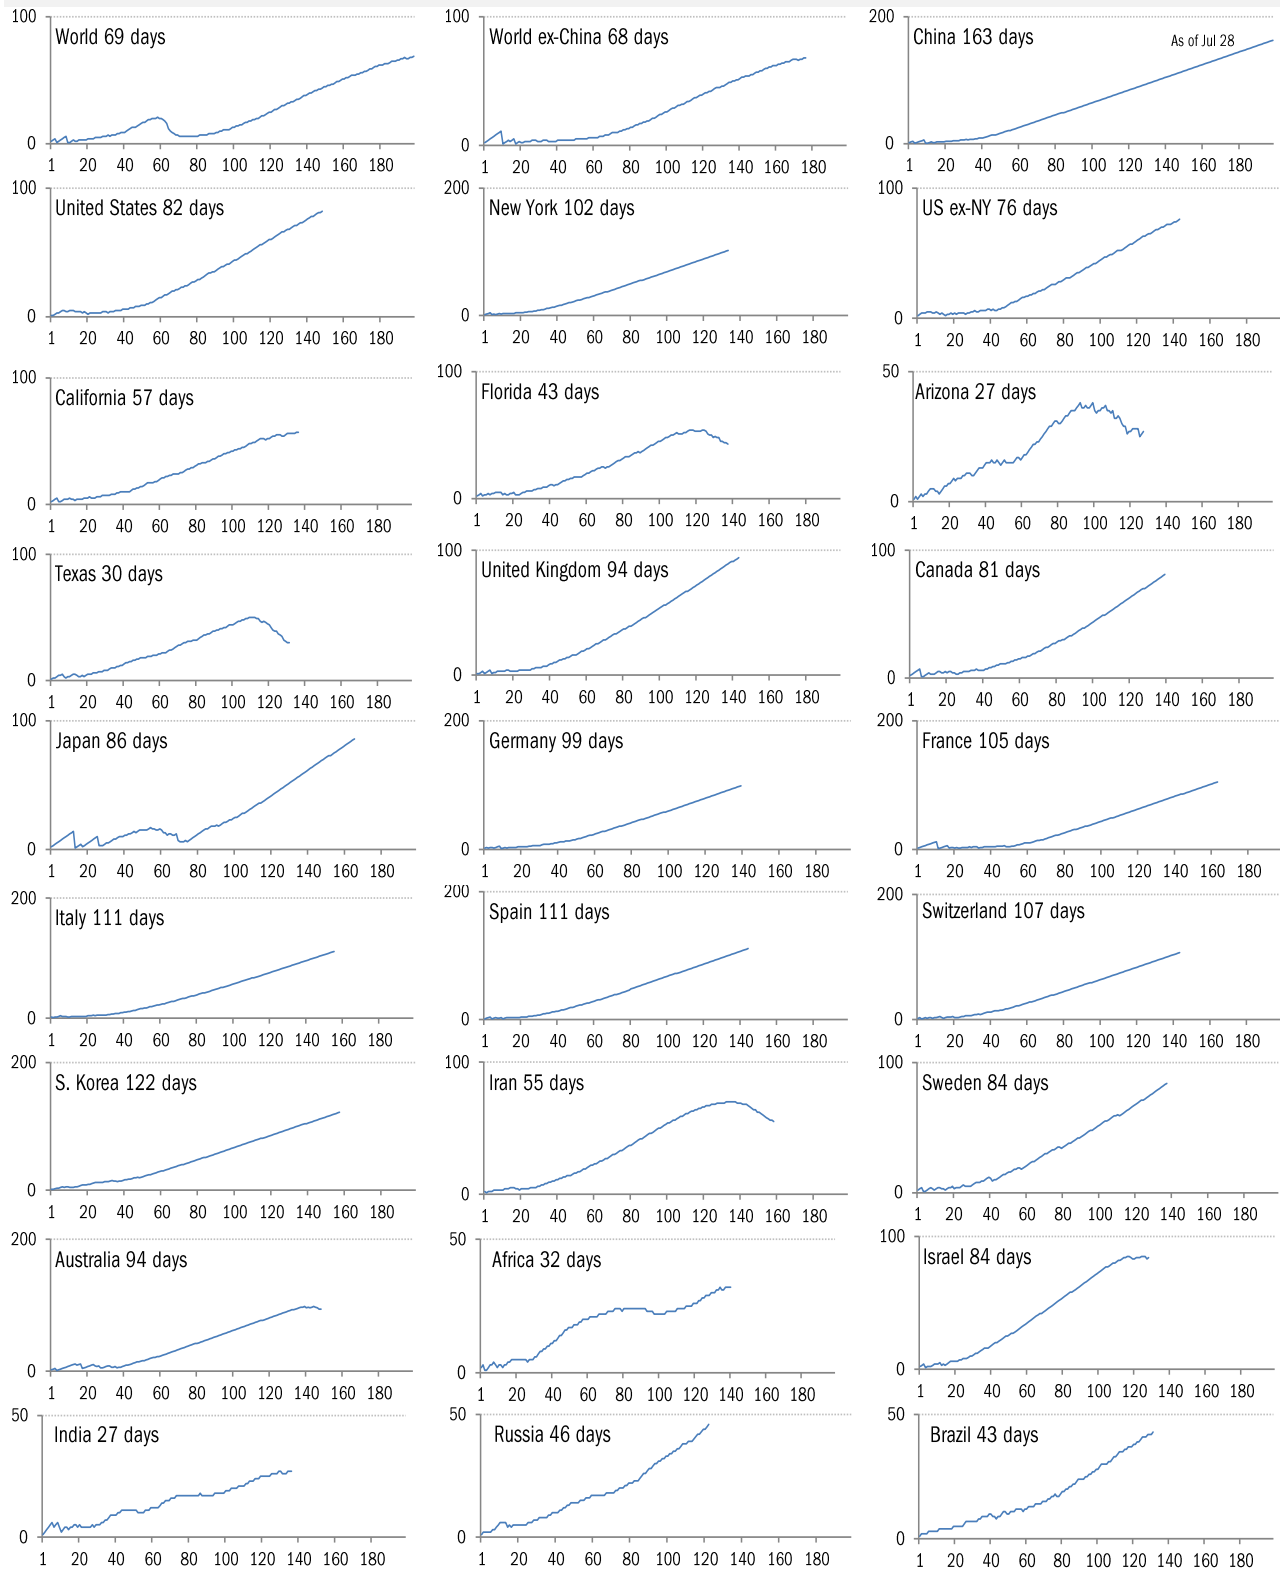 100 100 200
World 69 days World ex-China 68 days China 163 days As of Jul 28
0 0 0
1 20 40 60 80 100 120 140 160 180 1 20 40 60 80 100 120 140 160 180 1 20 40 60 80 100 120 140 160 180
100 200 100
United States 82 days New York 102 days US ex-NY 76 days
0 0 0
1 20 40 60 80 100 120 140 160 180 1 20 40 60 80 100 120 140 160 180 1 20 40 60 80 100 120 140 160 180
100 100 50
California 57 days Florida 43 days Arizona 27 days
0 0 0
1 20 40 60 80 100 120 140 160 180 1 20 40 60 80 100 120 140 160 180 1 20 40 60 80 100 120 140 160 180
100 100 100
Texas 30 days United Kingdom 94 days Canada 81 days
0 0 0
1 20 40 60 80 100 120 140 160 180 1 20 40 60 80 100 120 140 160 180 1 20 40 60 80 100 120 140 160 180
100 200 200
Japan 86 days Germany 99 days France 105 days
0 0 0
1 20 40 60 80 100 120 140 160 180 1 20 40 60 80 100 120 140 160 180 1 20 40 60 80 100 120 140 160 180
200 200 200
Italy 111 days Spain 111 days Switzerland 107 days
0 0 0
1 20 40 60 80 100 120 140 160 180 1 20 40 60 80 100 120 140 160 180 1 20 40 60 80 100 120 140 160 180
200 100 100
S. Korea 122 days Iran 55 days Sweden 84 days
0 0 0
1 20 40 60 80 100 120 140 160 180 1 20 40 60 80 100 120 140 160 180 1 20 40 60 80 100 120 140 160 180
200 50 100
Australia 94 days Africa 32 days Israel 84 days
0 0 0
1 20 40 60 80 100 120 140 160 180 1 20 40 60 80 100 120 140 160 180 1 20 40 60 80 100 120 140 160 180
50 50 50
India 27 days Russia 46 days Brazil 43 days
0 0 0
1 20 40 60 80 100 120 140 160 180 1 20 40 60 80 100 120 140 160 180 1 20 40 60 80 100 120 140 160 180